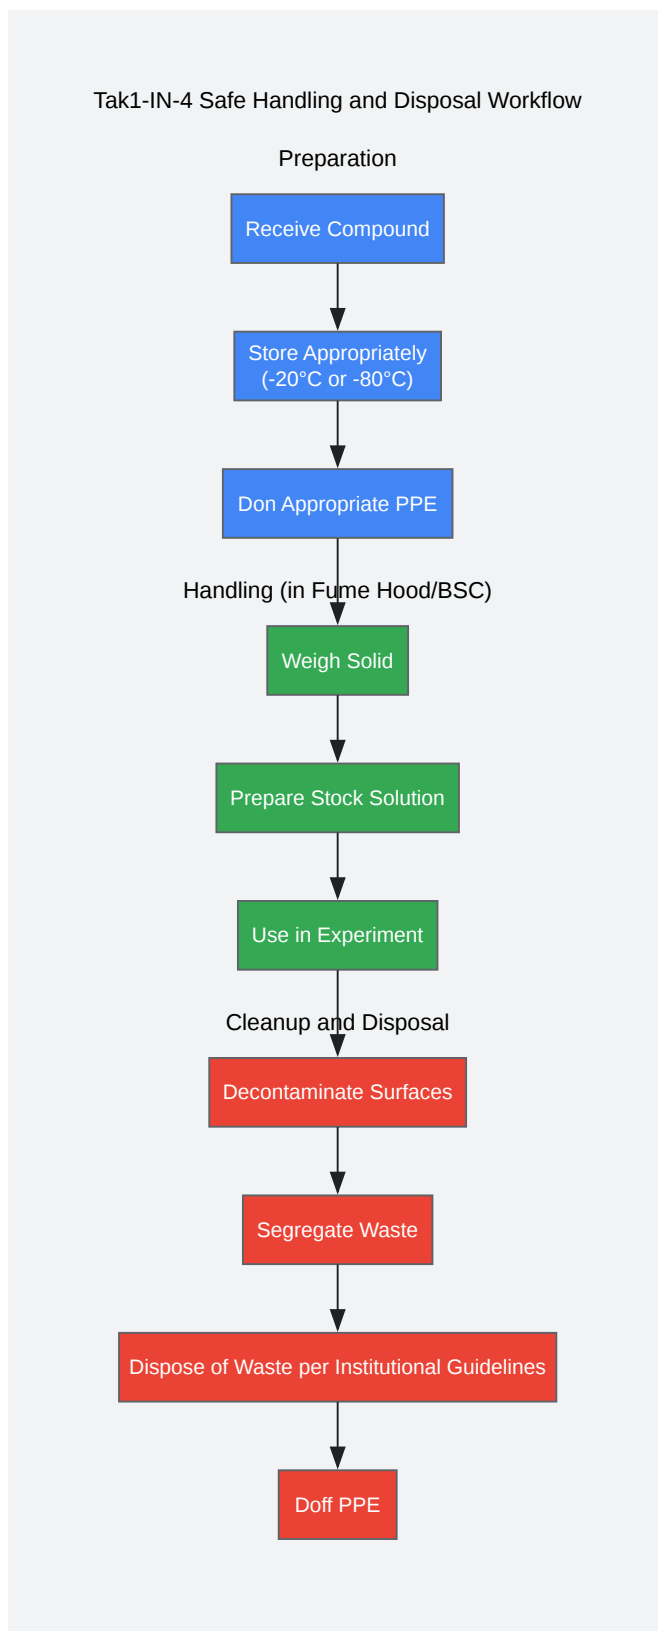 Tak1-IN-4 Safe Handling and Disposal Workflow
Preparation
Receive Compound
Store Appropriately
(-20°C or -80°C)
Don Appropriate PPE
Handling (in Fume Hood/BSC)
Weigh Solid
Prepare Stock Solution
Use in Experiment
Cleanup and Disposal
Decontaminate Surfaces
Segregate Waste
Dispose of Waste per Institutional Guidelines
Doff PPE